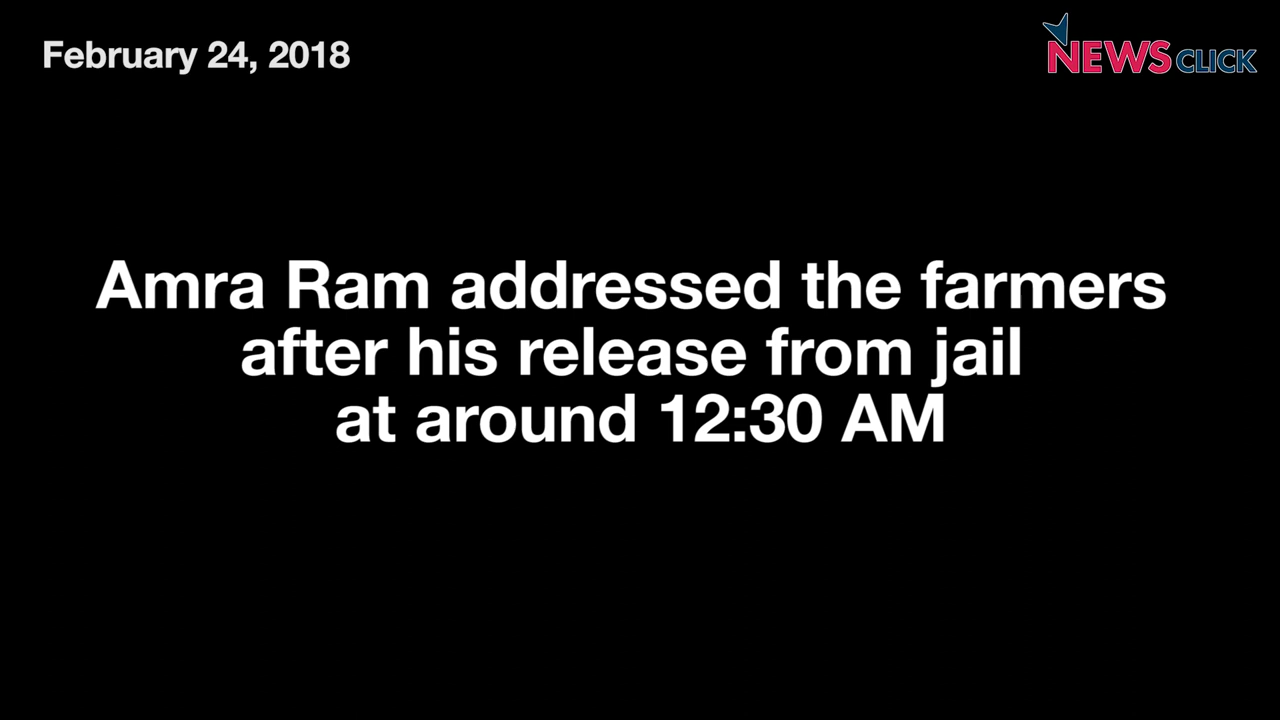 February 24, 2018
NEWSCLICK
Amra Ram addressed the farmers
after his release from jail
at around 12:30 AM